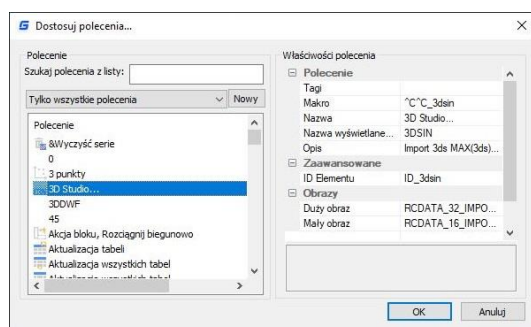 Dostosuj polecenia...
Polecenie
Szukaj polecenia z listy:
Tylko wszystkie polecenia
Nowy
Polecenie
&Wyczyść serie
0
3 punkty
3D Studio...
3DDWF
45
Akcja bloku, Rozciągnij biegunowo
Aktualizacja tabeli
Aktualizacja wszystkich tabel
Aktualizacja wszystkich tabel
Właściwości polecenia
Polecenie
Tagi
Makro ^C^C_3dsin
Nazwa 3D Studio...
Nazwa wyświetlane... 3DSIN
Opis Import 3ds MAX(3ds)...
Zaawansowane
ID Elementu ID_3dsin
Obrazy
Duży obraz RCDATA_32_IMPO...
Mały obraz RCDATA_16_IMPO...
OK
Anuluj